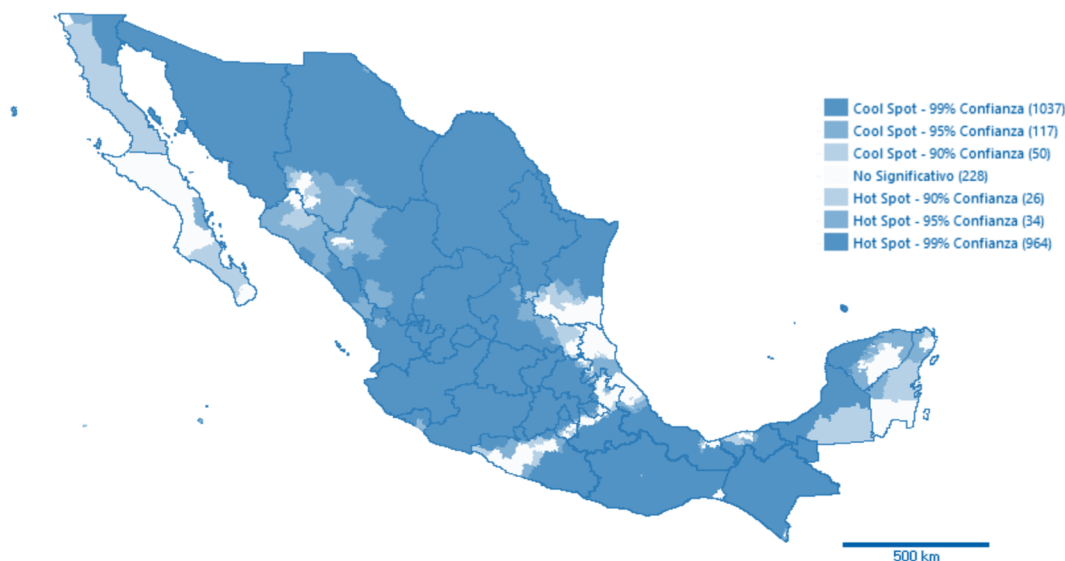 Cool Spot - 99% Confianza (1037)
Cool Spot - 95% Confianza (117)
Cool Spot - 90% Confianza (50)
No Significativo (228)
Hot Spot - 90% Confianza (26)
Hot Spot - 95% Confianza (34)
Hot Spot - 99% Confianza (964)
500 km